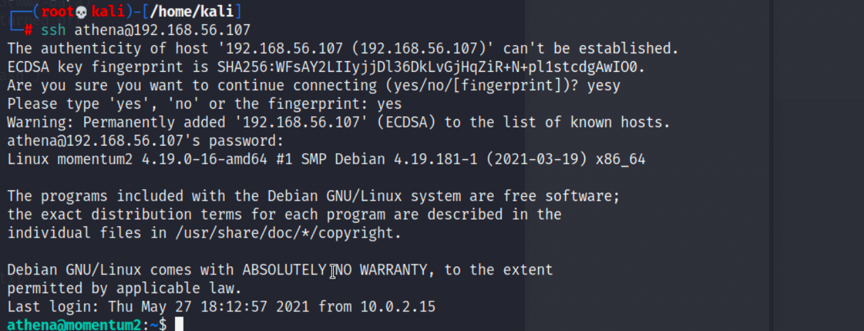 ┌──(root💀kali)-[/home/kali]
└─# ssh athena@192.168.56.107
The authenticity of host '192.168.56.107 (192.168.56.107)' can't be established.
ECDSA key fingerprint is SHA256:WFsAY2LIIyjjDl36DkLvGjHqZiR+N+pl1stcdgAwIO0.
Are you sure you want to continue connecting (yes/no/[fingerprint])? yesy
Please type 'yes', 'no' or the fingerprint: yes
Warning: Permanently added '192.168.56.107' (ECDSA) to the list of known hosts.
athena@192.168.56.107's password:
Linux momentum2 4.19.0-16-amd64 #1 SMP Debian 4.19.181-1 (2021-03-19) x86_64
The programs included with the Debian GNU/Linux system are free software;
the exact distribution terms for each program are described in the
individual files in /usr/share/doc/*/copyright.
Debian GNU/Linux comes with ABSOLUTELY NO WARRANTY, to the extent
permitted by applicable law.
Last login: Thu May 27 18:12:57 2021 from 10.0.2.15
athena@momentum2:~$